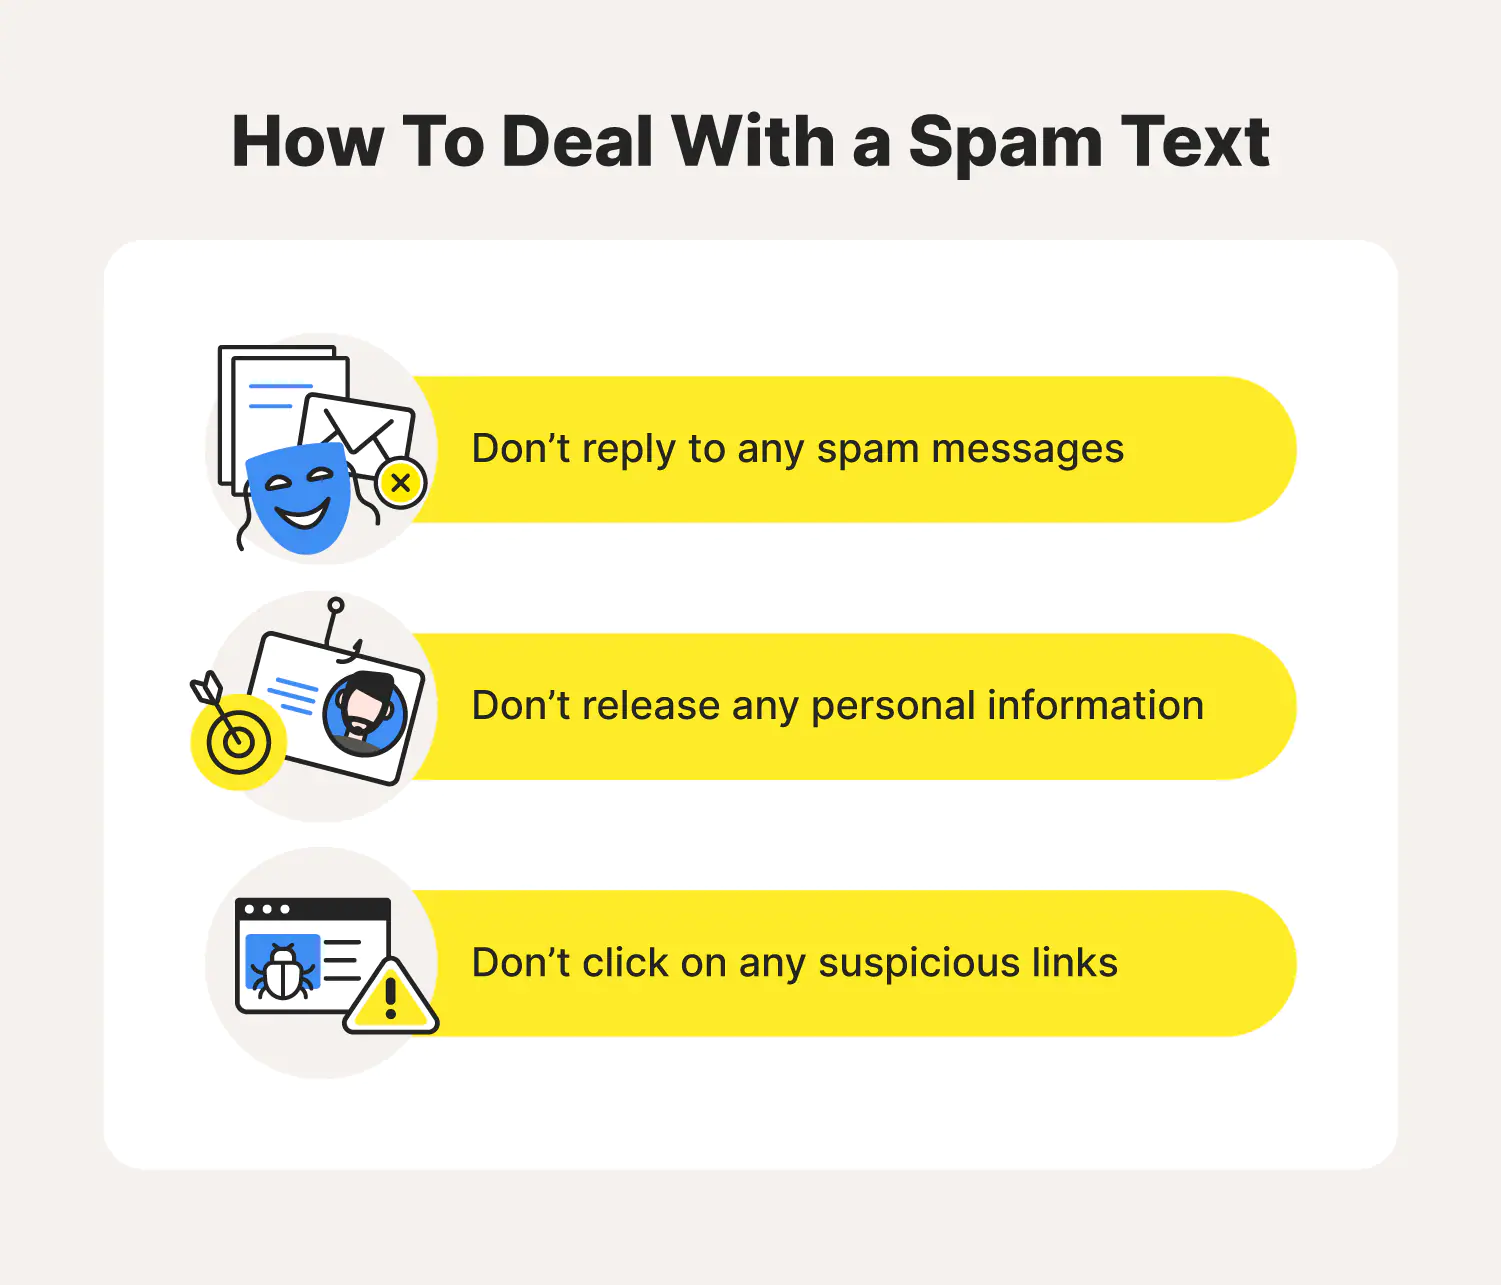 How To Deal With a Spam Text
Don’t reply to any spam messages
Don’t release any personal information
Don’t click on any suspicious links